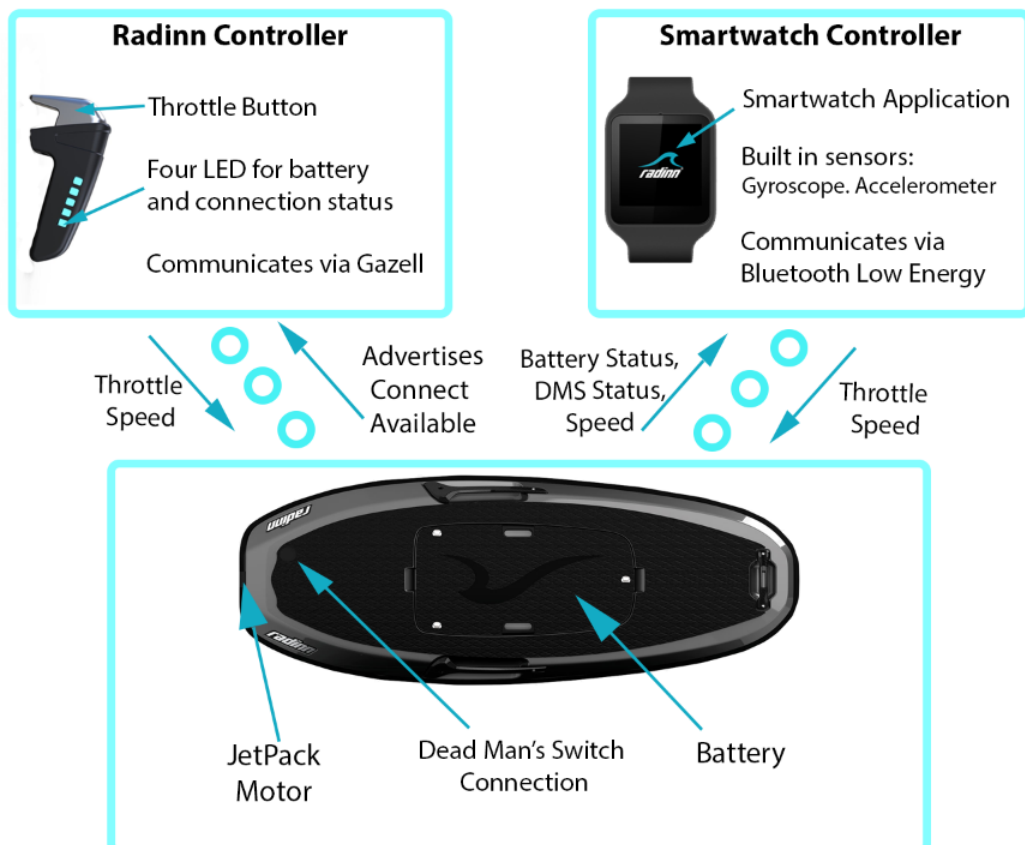 Radinn Controller
Throttle Button
Four LED for battery
and connection status
Communicates via Gazell
Smartwatch Controller
Smartwatch Application
radinn
Built in sensors:
Gyroscope. Accelerometer
Communicates via
Bluetooth Low Energy
Throttle
Speed
Advertises
Connect
Available
Battery Status,
DMS Status,
Speed
Throttle
Speed
radinn
radinn
JetPack
Motor
Dead Man's Switch
Connection
Battery